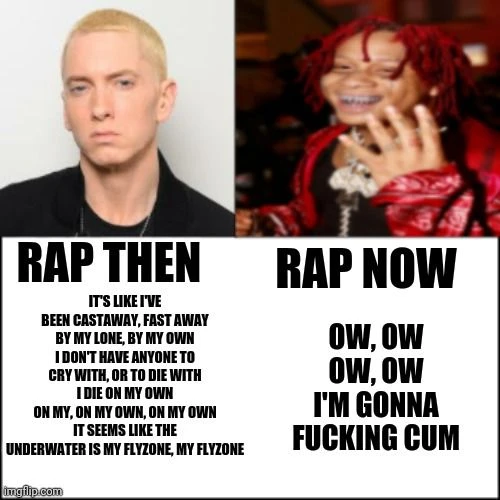 RAP THEN
IT'S LIKE I'VE
BEEN CASTAWAY, FAST AWAY
BY MY LONE, BY MY OWN
I DON'T HAVE ANYONE TO
CRY WITH, OR TO DIE WITH
I DIE ON MY OWN
ON MY, ON MY OWN, ON MY OWN
IT SEEMS LIKE THE
UNDERWATER IS MY FLYZONE, MY FLYZONE
RAP NOW
OW, OW
OW, OW
I'M GONNA
FUCKING CUM
imgflip.com